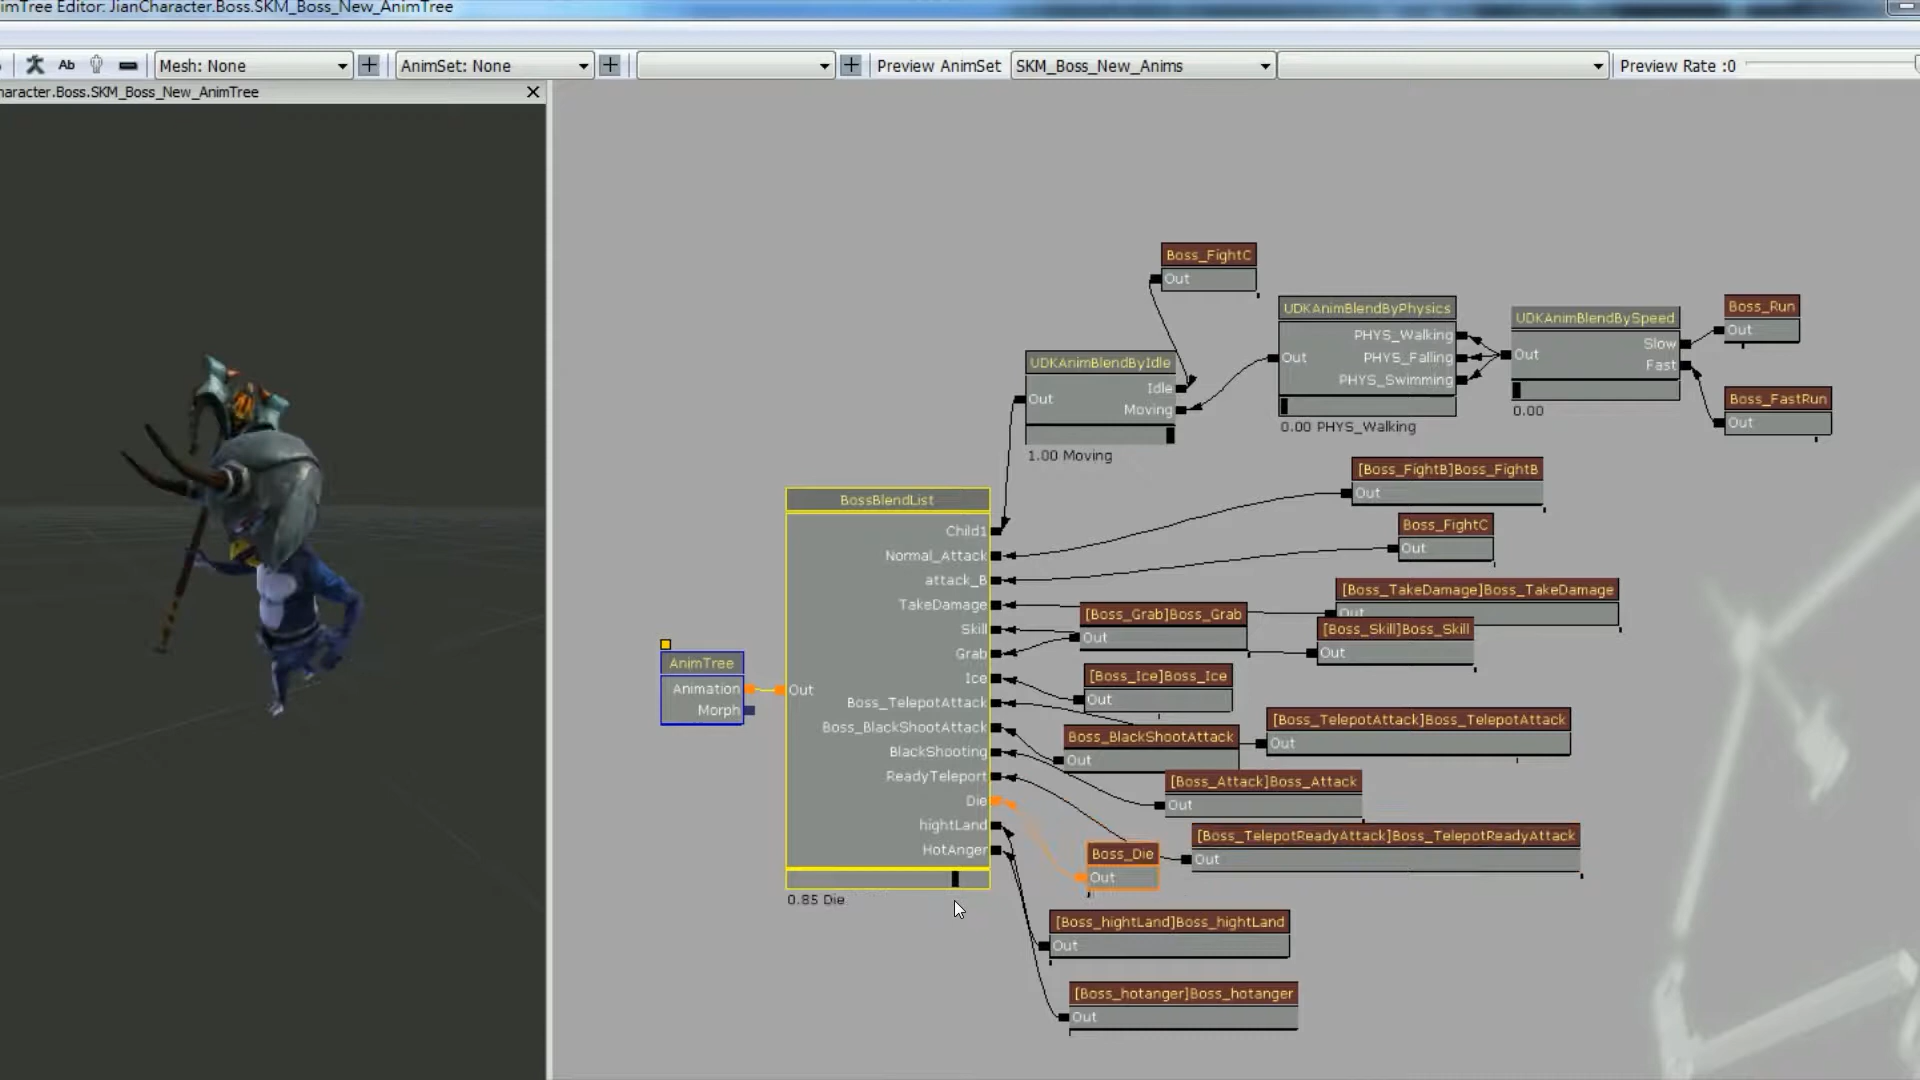 imTree Editor: JianCharacter.Boss.SKM_Boss_New_AnimTree
Ab
Mesh: None
AnimSet: None
Preview AnimSet
SKM_Boss_New_Anims
Preview Rate :0
haracter.Boss.SKM_Boss_New_AnimTree
Boss_FightC
Out
UDKAnimBlendByPhysics
PHYS_Walking
Out
PHYS_Falling
PHYS_Swimming
0.00 PHYS_Walking
UDKAnimBlendBySpeed
Slow
Out
Fast
0.00
Boss_Run
Out
Boss_FastRun
Out
UDKAnimBlendByIdle
Idle
Out
Moving
1.00 Moving
[Boss_FightB]Boss_FightB
Out
Boss_FightC
Out
BossBlendList
Child1
Normal_Attack
attack_B
TakeDamage
Skill
Grab
Ice
Out
Boss_TelepotAttack
Boss_BlackShootAttack
BlackShooting
ReadyTeleport
Die
hightLand
HotAnger
0.85 Die
AnimTree
Animation
Morph
[Boss_TakeDamage]Boss_TakeDamage
Out
[Boss_Grab]Boss_Grab
Out
[Boss_Skill]Boss_Skill
Out
[Boss_Ice]Boss_Ice
Out
[Boss_TelepotAttack]Boss_TelepotAttack
Out
Boss_BlackShootAttack
Out
[Boss_Attack]Boss_Attack
Out
[Boss_TelepotReadyAttack]Boss_TelepotReadyAttack
Out
Boss_Die
Out
[Boss_hightLand]Boss_hightLand
Out
[Boss_hotanger]Boss_hotanger
Out